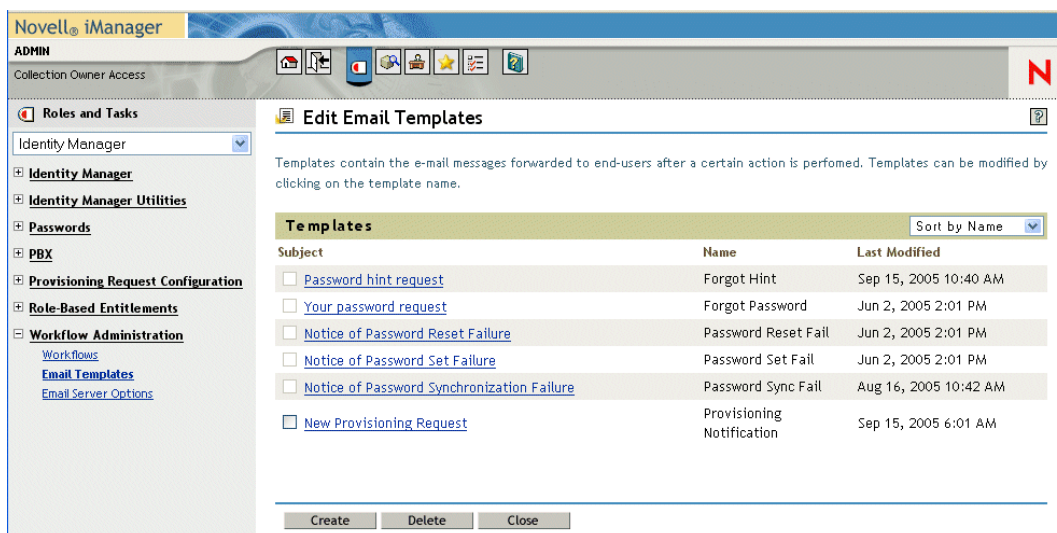 Novell® iManager
ADMIN
Collection Owner Access
N
Roles and Tasks
Identity Manager
Identity Manager
Identity Manager Utilities
Passwords
PBX
Provisioning Request Configuration
Role-Based Entitlements
Workflow Administration
Workflows
Email Templates
Email Server Options
Edit Email Templates
?
Templates contain the e-mail messages forwarded to end-users after a certain action is perfomed. Templates can be modified by
clicking on the template name.
Templates Sort by Name
Subject Name Last Modified
Password hint request Forgot Hint Sep 15, 2005 10:40 AM
Your password request Forgot Password Jun 2, 2005 2:01 PM
Notice of Password Reset Failure Password Reset Fail Jun 2, 2005 2:01 PM
Notice of Password Set Failure Password Set Fail Jun 2, 2005 2:01 PM
Notice of Password Synchronization Failure Password Sync Fail Aug 16, 2005 10:42 AM
New Provisioning Request Provisioning Notification Sep 15, 2005 6:01 AM
Create Delete Close